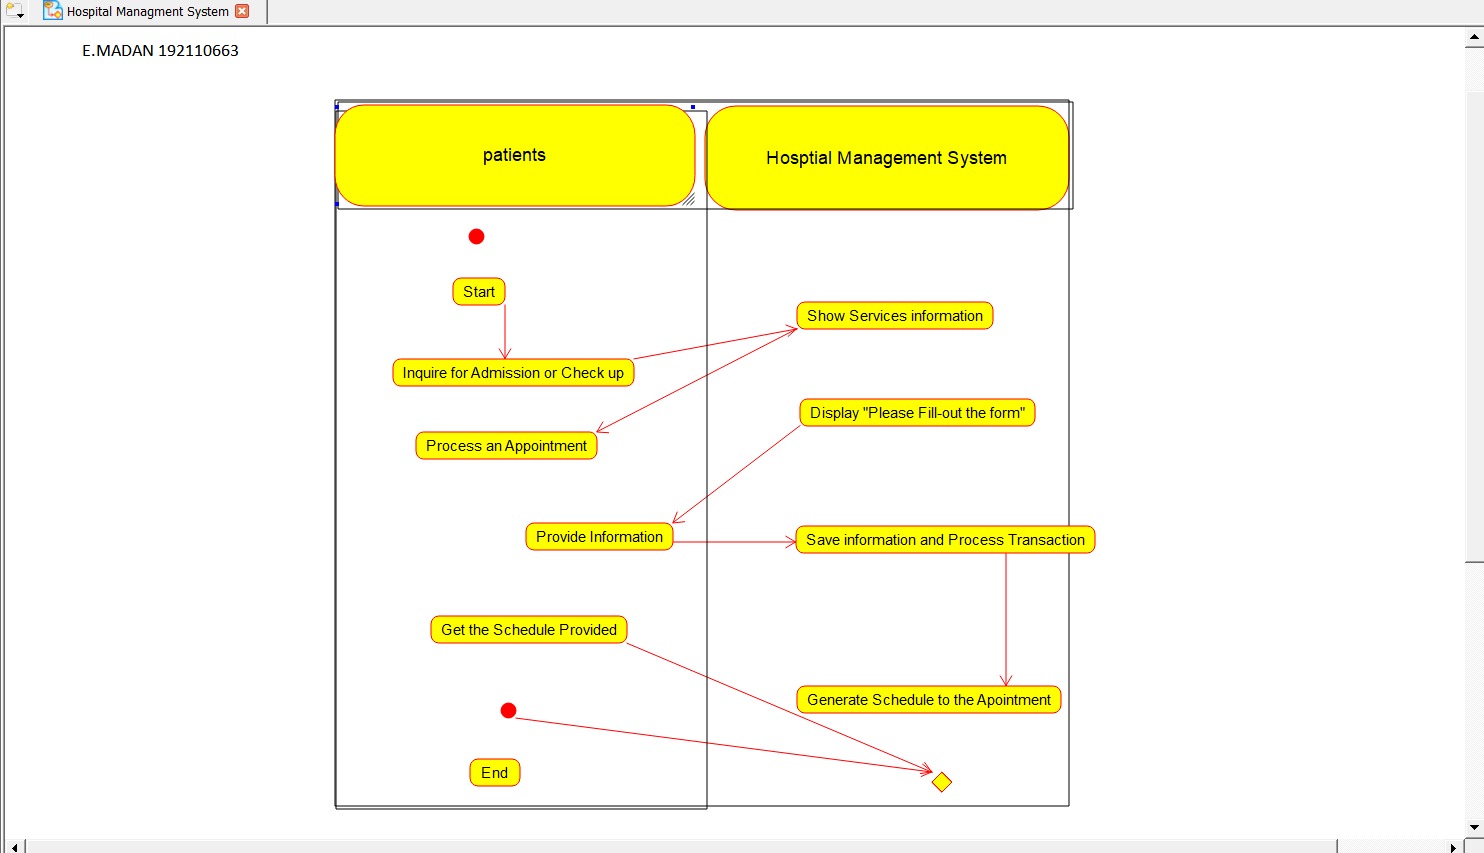 Hospital Managment System
E.MADAN 192110663
patients
Hosptial Management System
Start
Show Services information
Inquire for Admission or Check up
Display "Please Fill-out the form"
Process an Appointment
Provide Information
Save information and Process Transaction
Get the Schedule Provided
Generate Schedule to the Apointment
End